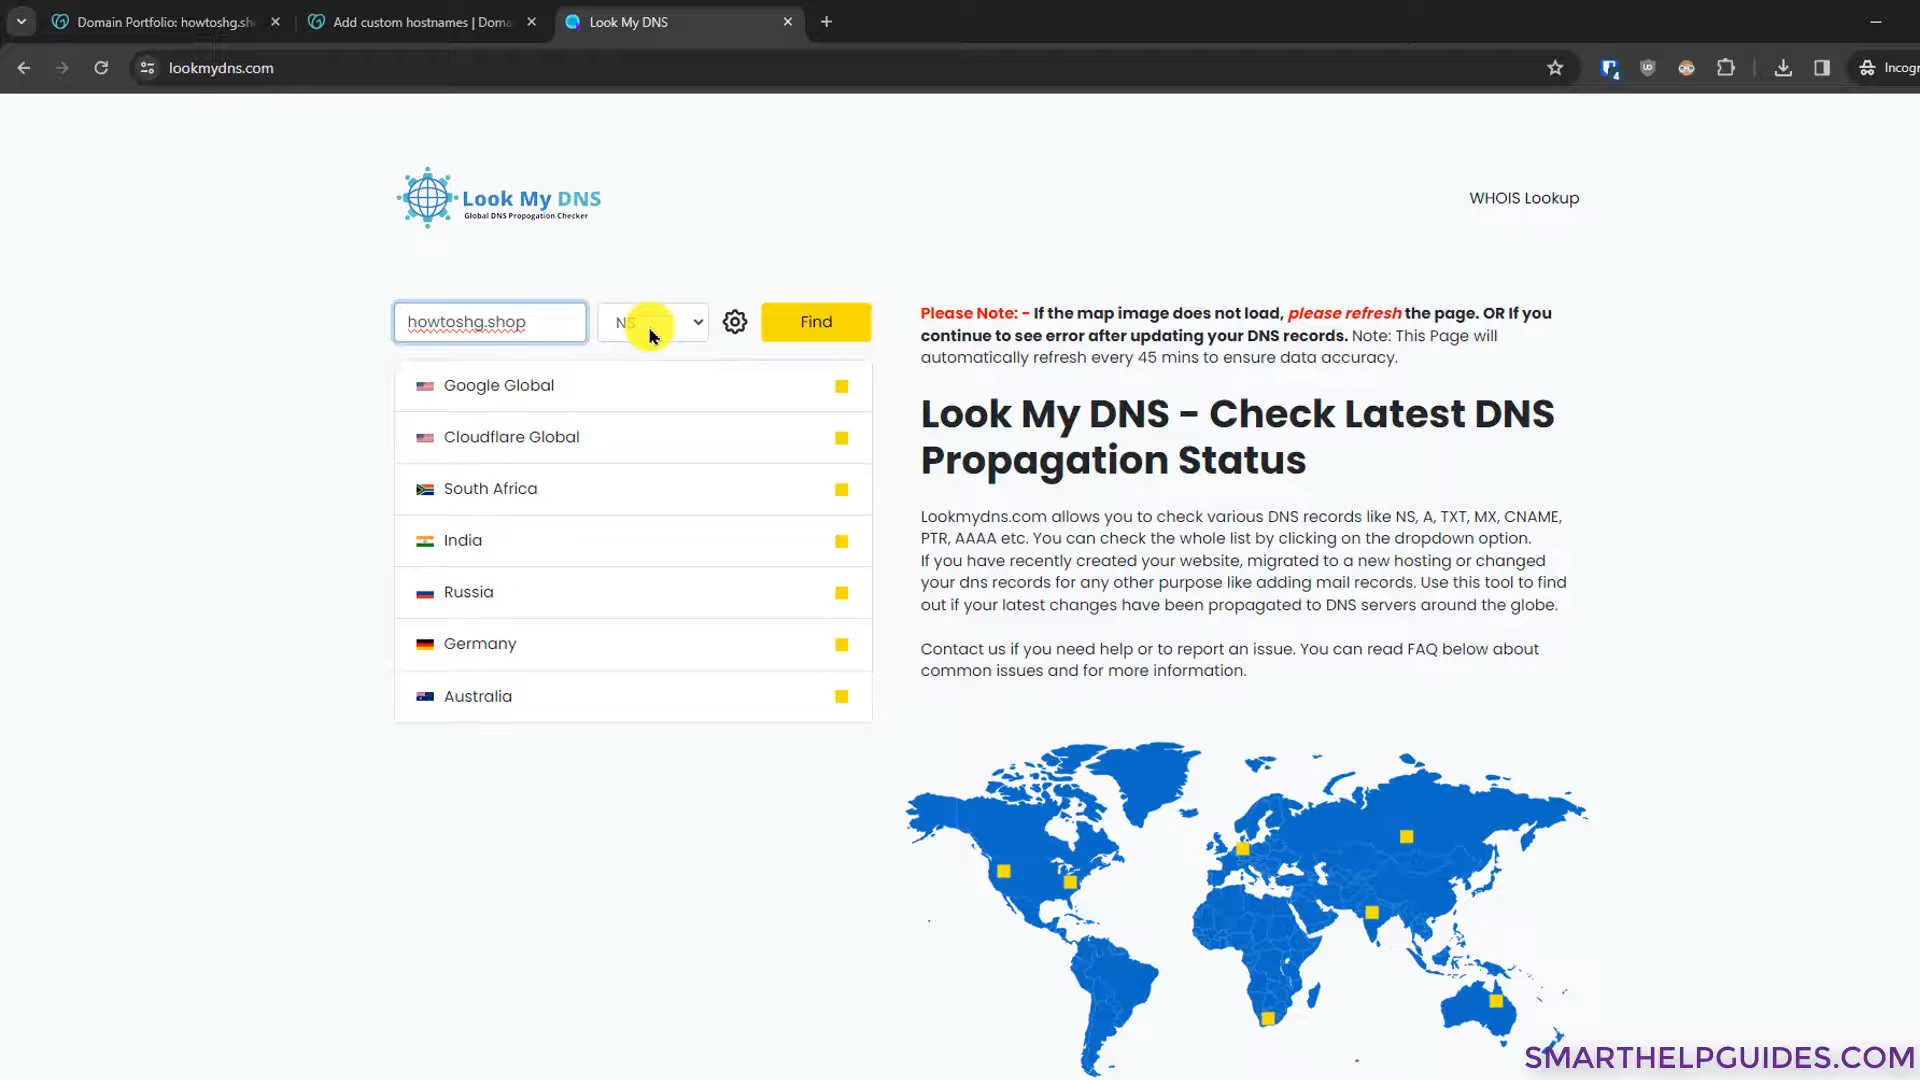 Domain Portfolio: howtoshg.sh
Add custom hostnames | Doma
Look My DNS
lookmydns.com
4
Incogn
Look My DNS
Global DNS Propogation Checker
WHOIS Lookup
howtoshg.shop
NS
Find
Google Global
Cloudflare Global
South Africa
India
Russia
Germany
Australia
Please Note: - If the map image does not load, please refresh the page. OR If you
continue to see error after updating your DNS records. Note: This Page will
automatically refresh every 45 mins to ensure data accuracy.
Look My DNS - Check Latest DNS
Propagation Status
Lookmydns.com allows you to check various DNS records like NS, A, TXT, MX, CNAME,
PTR, AAAA etc. You can check the whole list by clicking on the dropdown option.
If you have recently created your website, migrated to a new hosting or changed
your dns records for any other purpose like adding mail records. Use this tool to find
out if your latest changes have been propagated to DNS servers around the globe.
Contact us if you need help or to report an issue. You can read FAQ below about
common issues and for more information.
SMARTHELPGUIDES.COM